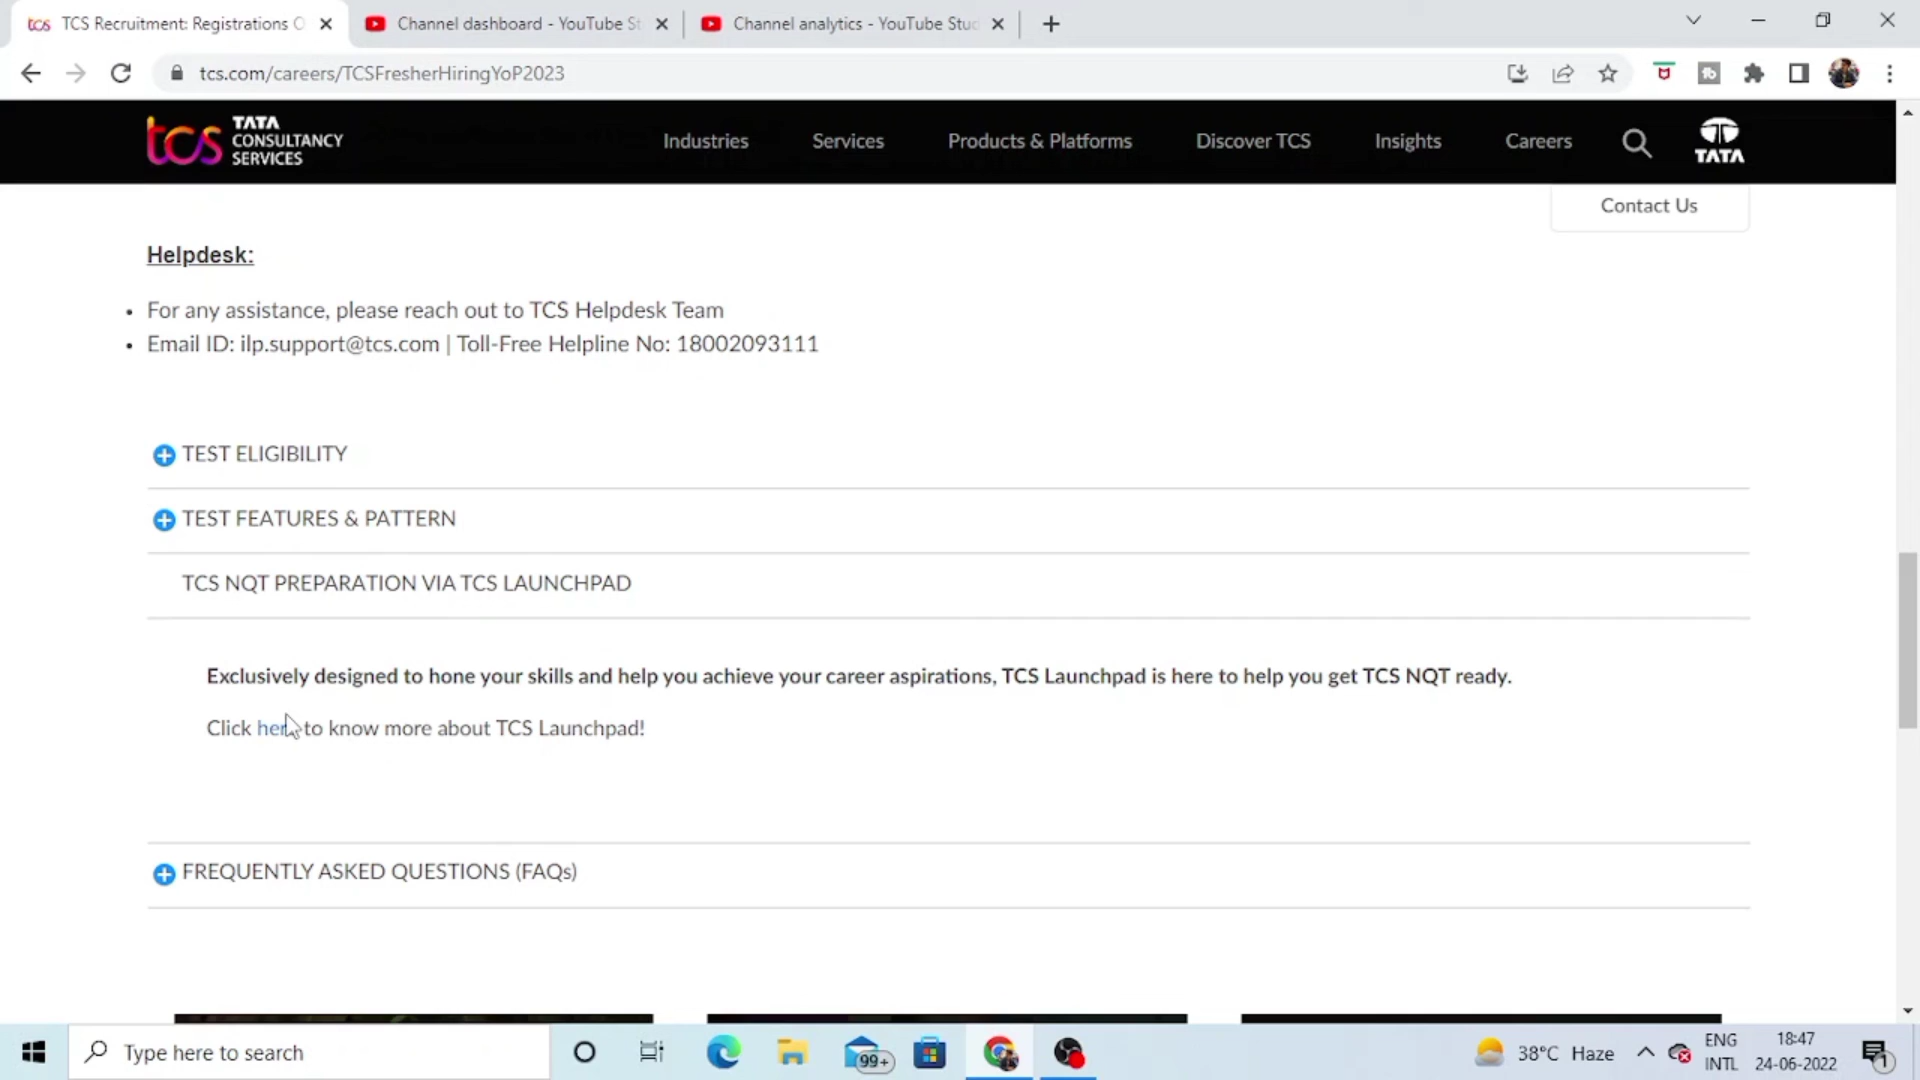 TCS Recruitment: Registrations O
Channel dashboard - YouTube St
Channel analytics - YouTube Stud
tcs.com/careers/TCSFresherHiringYoP2023
tcs TATA CONSULTANCY SERVICES
Industries
Services
Products & Platforms
Discover TCS
Insights
Careers
TATA
Contact Us
Helpdesk:
• For any assistance, please reach out to TCS Helpdesk Team
• Email ID: ilp.support@tcs.com | Toll-Free Helpline No: 18002093111
TEST ELIGIBILITY
TEST FEATURES & PATTERN
TCS NQT PREPARATION VIA TCS LAUNCHPAD
Exclusively designed to hone your skills and help you achieve your career aspirations, TCS Launchpad is here to help you get TCS NQT ready.
Click here to know more about TCS Launchpad!
FREQUENTLY ASKED QUESTIONS (FAQs)
Type here to search
99+
38°C Haze
ENG
INTL
18:47
24-06-2022
1